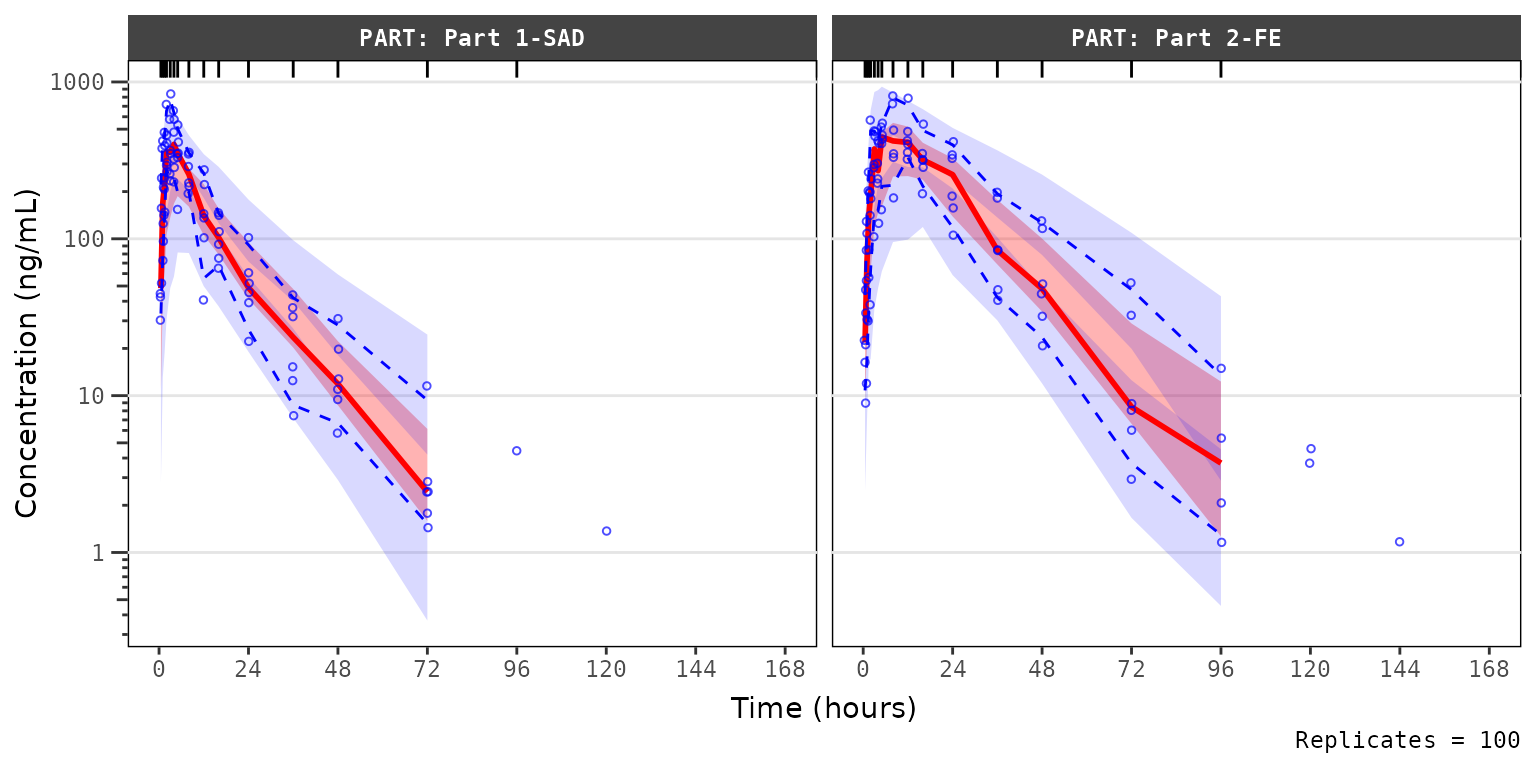 PART: Part 1-SAD
PART: Part 2-FE
Concentration (ng/mL)
1000
100
10
1
0 24 48 72 96 120 144 168
0 24 48 72 96 120 144 168
Time (hours)
Replicates = 100